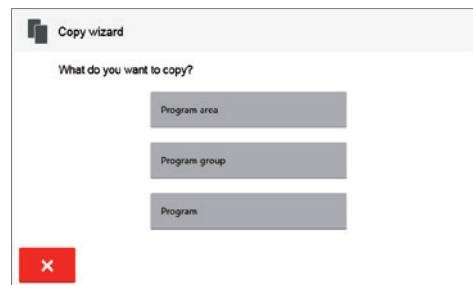 Copy wizard
What do you want to copy?
Program area
Program group
Program